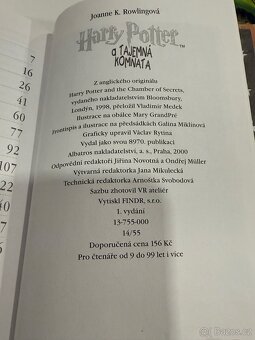 Joanne K. Rowlingová
Harry Potter
™
a TAJEMNÁ
KOMNATA
Z anglického originálu
Harry Potter and the Chamber of Secrets,
vydaného nakladatelstvím Bloomsbury,
Londýn, 1998, přeložil Vladimír Medek
Ilustrace na obálce Mary GrandPré
Frontispis a ilustrace na předsádkách Galina Miklínová
Graficky upravil Václav Rytina
Vydal jako svou 8970. publikaci
Albatros nakladatelství, a. s., Praha, 2000
Odpovědní redaktoři Jiřina Novotná a Ondřej Müller
Výtvarná redaktorka Jana Mikulecká
Technická redaktorka Arnoštka Svobodová
Sazbu zhotovil VR ateliér
Vytiskl FINIDR, s.r.o.
1. vydání
13-755-000
14/55
Doporučená cena 156 Kč
Pro čtenáře od 9 do 99 let i více
7
16
26
41
60
77
92
107
22